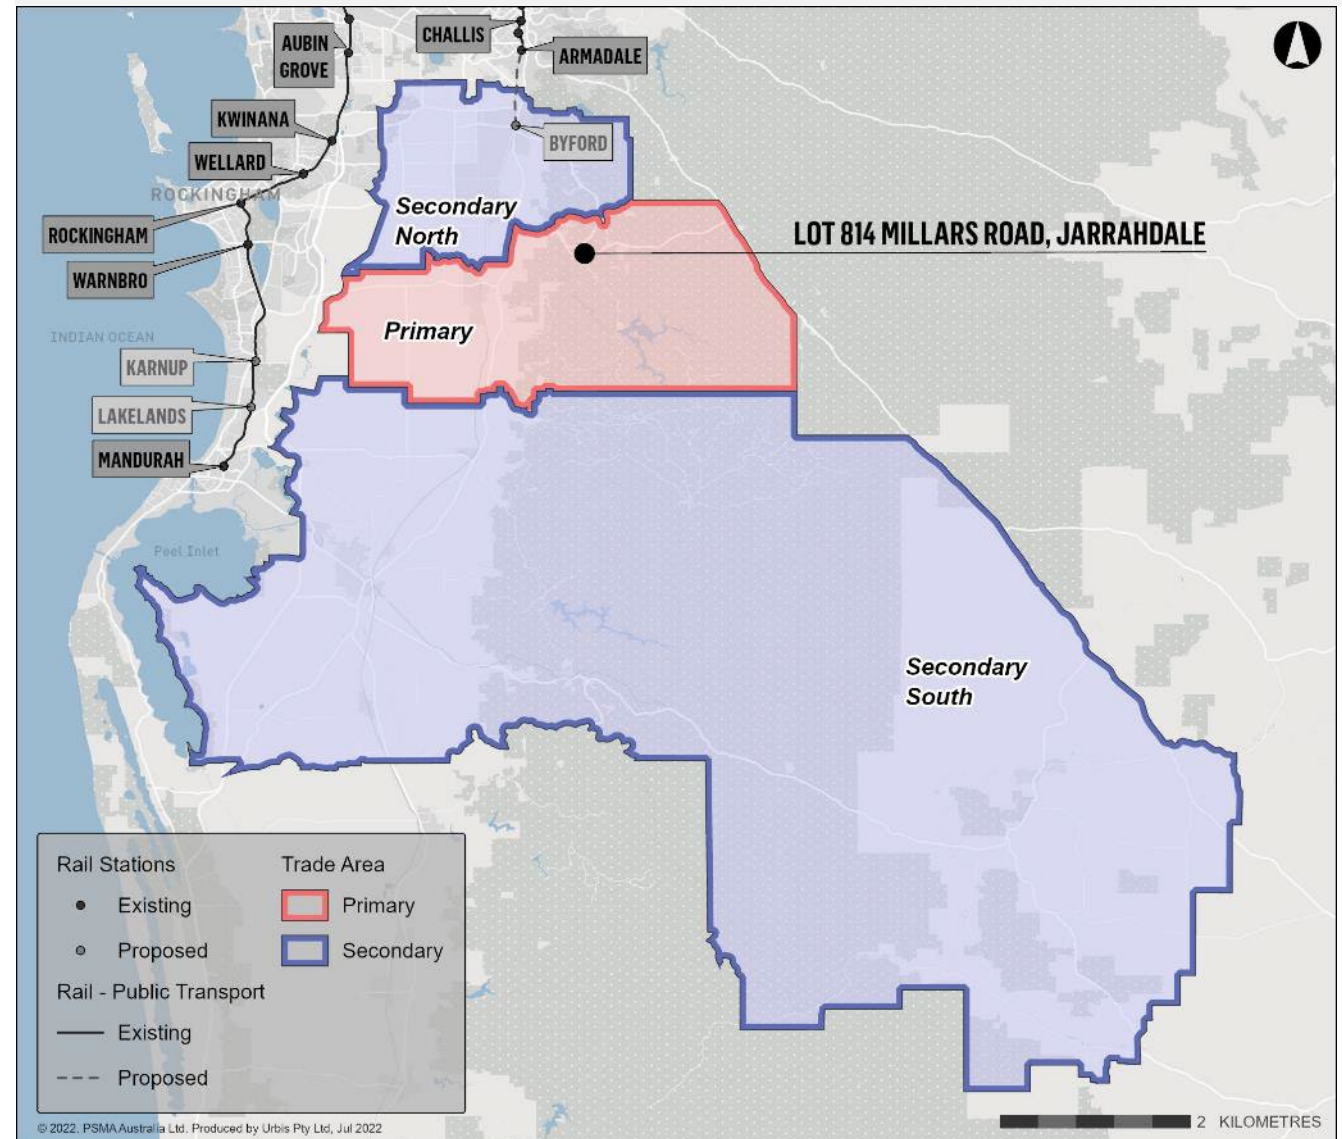 AUBIN
GROVE
CHALLIS
ARMADALE
KWINANA
BYFORD
WELLARD
ROCKINGHAM
Secondary
North
ROCKINGHAM
LOT 814 MILLARS ROAD, JARRAHDALE
WARNBRO
Primary
INDIAN OCEAN
KARNUP
LAKELANDS
MANDURAH
Peel Inlet
Secondary
South
Rail Stations
Existing
Proposed
Rail - Public Transport
Existing
Proposed
Trade Area
Primary
Secondary
© 2022. PSMA Australia Ltd. Produced by Urbis Pty Ltd, Jul 2022
2 KILOMETRES